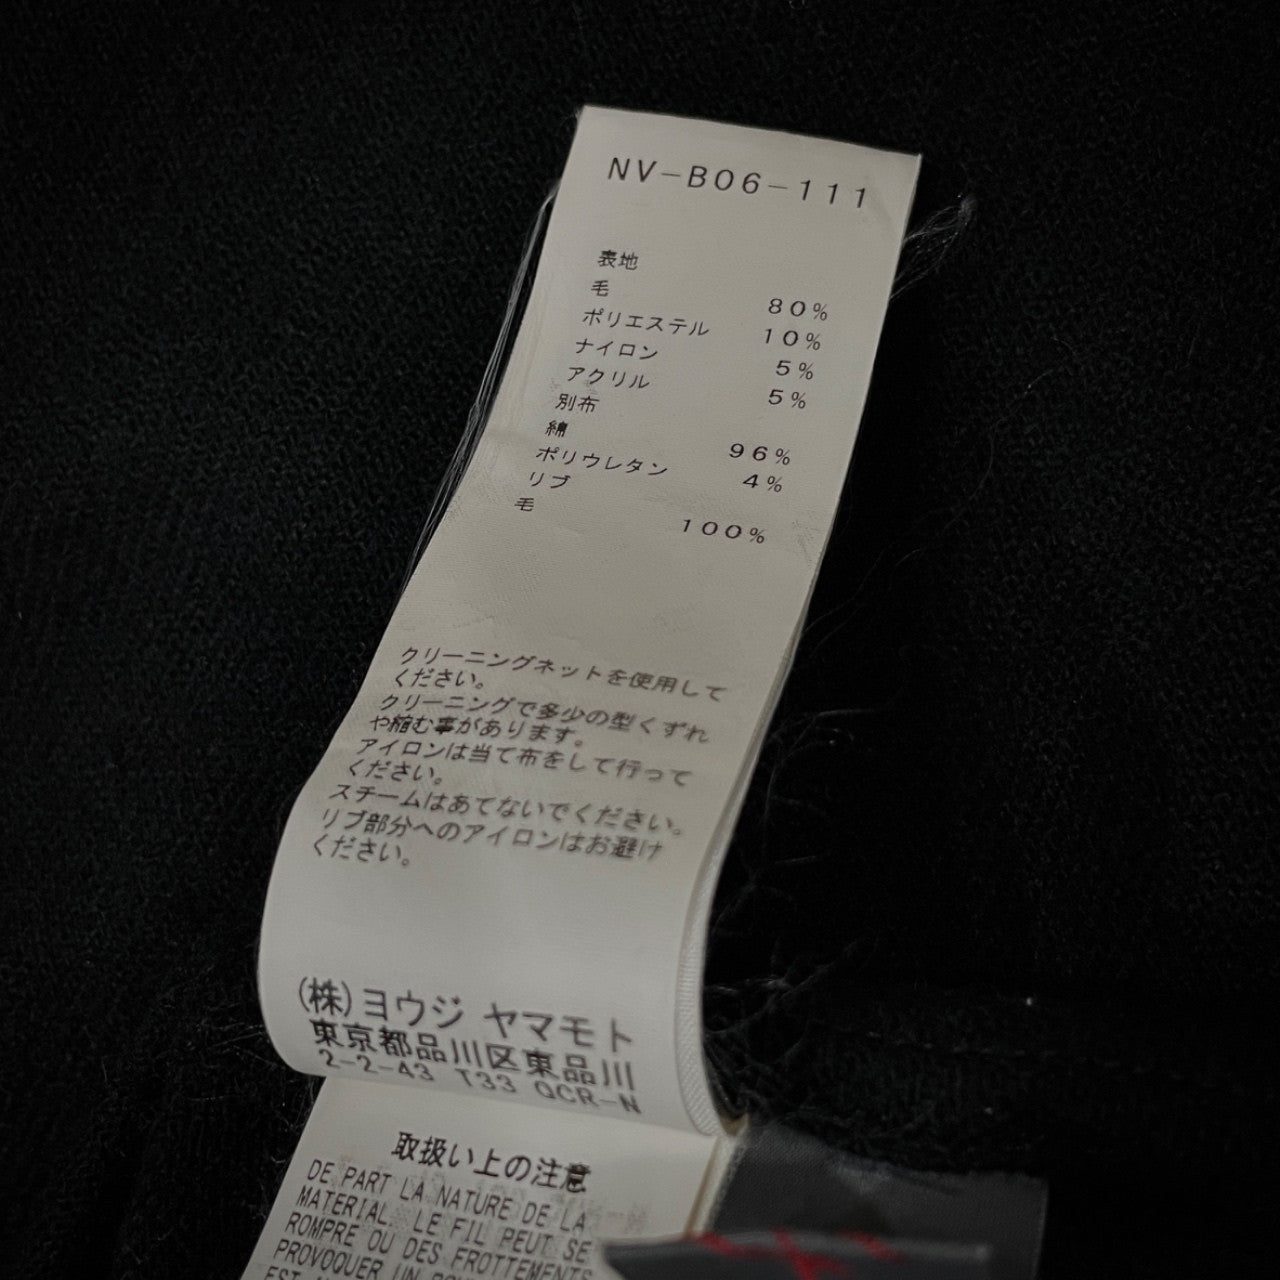 NV-B06-111
表地
毛 80%
ポリエステル 10%
ナイロン 5%
アクリル 5%
別布
綿 96%
ポリウレタン 4%
リブ
毛 100%
クリーニングネットを使用して
ください。
クリーニングで多少の型くずれ
や縮む事があります。
アイロンは当て布をして行って
ください。
スチームはあてないでください。
リブ部分へのアイロンはお避け
ください。
(株)ヨウジ ヤマモト
東京都品川区東品川
2-2-43 T33 QCR-N
取扱い上の注意
DE PART LA NATURE DE LA
MATERIAL, LE FIL PEUT SE
ROMPRE OU DES FROTTEMENTS
PROVOQUER UN
EST